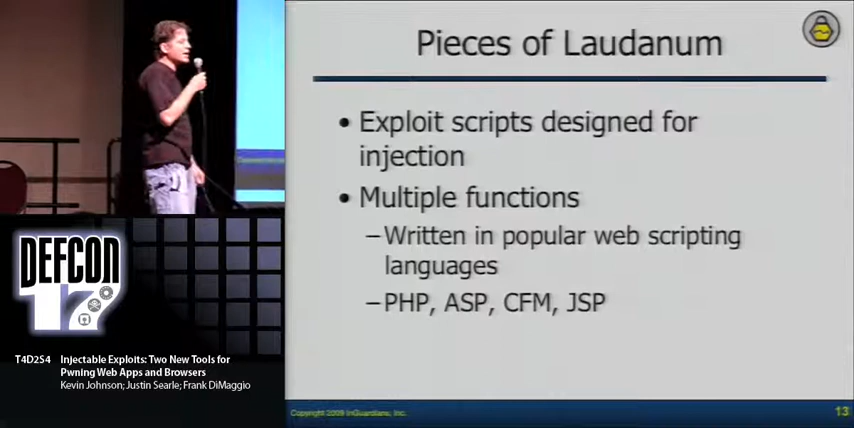 Pieces of Laudanum
• Exploit scripts designed for
injection
• Multiple functions
–Written in popular web scripting
languages
–PHP, ASP, CFM, JSP
Copyright 2009 InGuardians, Inc.
13
DEFCON
17
T4D2S4 Injectable Exploits: Two New Tools for
Pwning Web Apps and Browsers
Kevin Johnson; Justin Searle; Frank DiMaggio